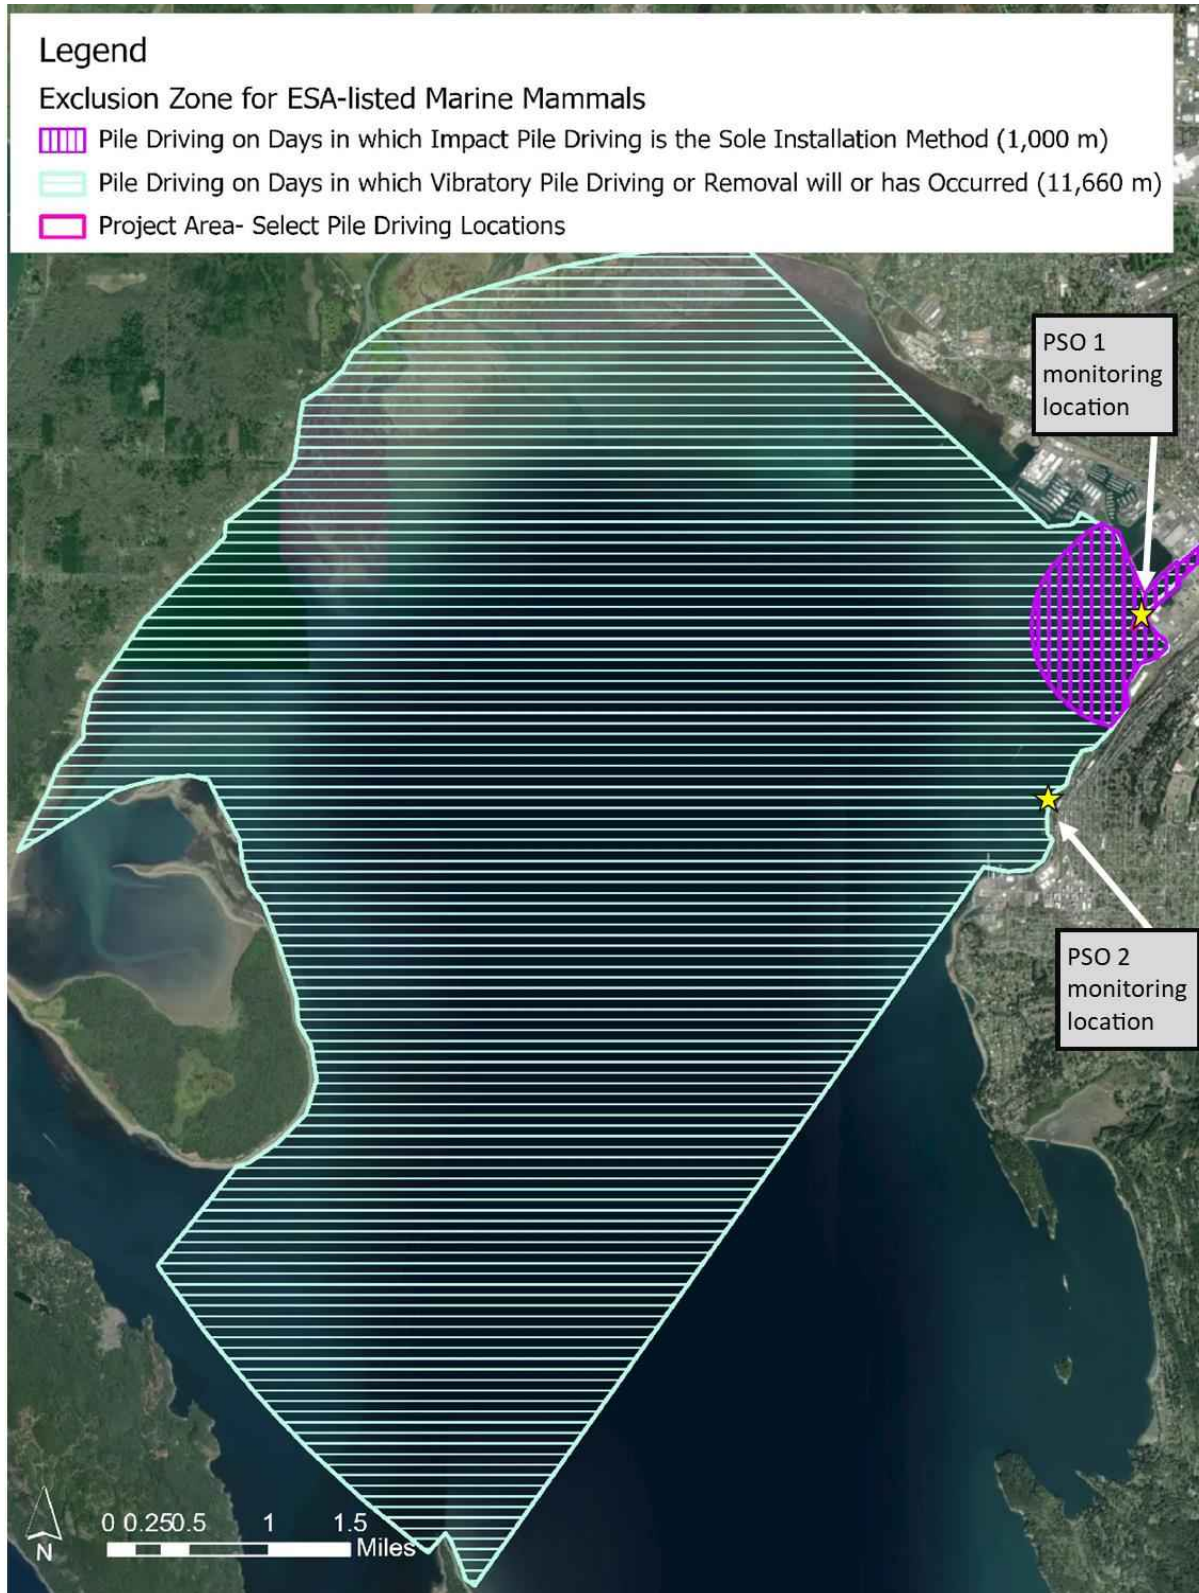 Legend
Exclusion Zone for ESA-listed Marine Mammals
Pile Driving on Days in which Impact Pile Driving is the Sole Installation Method (1,000 m)
Pile Driving on Days in which Vibratory Pile Driving or Removal will or has Occurred (11,660 m)
Project Area- Select Pile Driving Locations
PSO 1
monitoring
location
PSO 2
monitoring
location
0 0.250.5 1 1.5
Miles
N